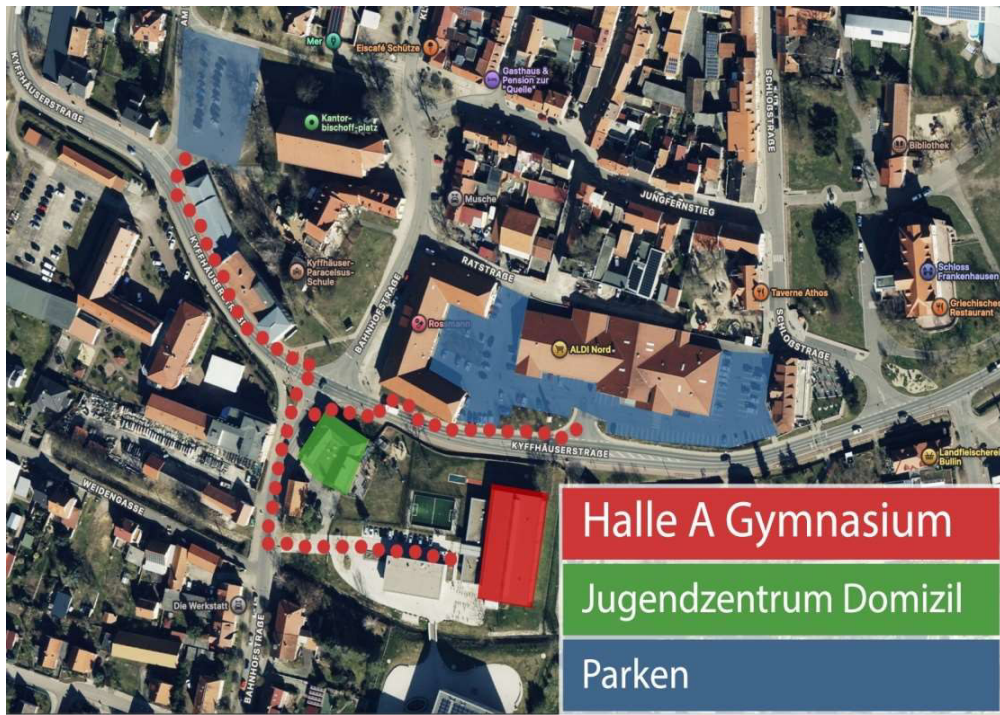 KYFFHÄUSERSTRAßE
Mer
Eiscafé Schütze
Gasthaus &
Pension zur
"Quelle"
Kantor-
bischoff-platz
SCHLOßSTRAßE
Bibliothek
Musche
JUNGFERNSTIEG
KYFFHÄUSER
Kyffhäuser-
Paracelsus-
Schule
RATSTRAßE
BAHNHOFSTRAßE
Schloss
Frankenhausen
Taverne Athos
Griechisches
Restaurant
Rossmann
SCHLOßSTRAßE
ALDI Nord
KYFFHÄUSERSTRAßE
Landfleischerei
Bullin
WEIDENGASSE
Die Werkstatt
BAHNHOFSTRAßE
Halle A Gymnasium
Jugendzentrum Domizil
Parken